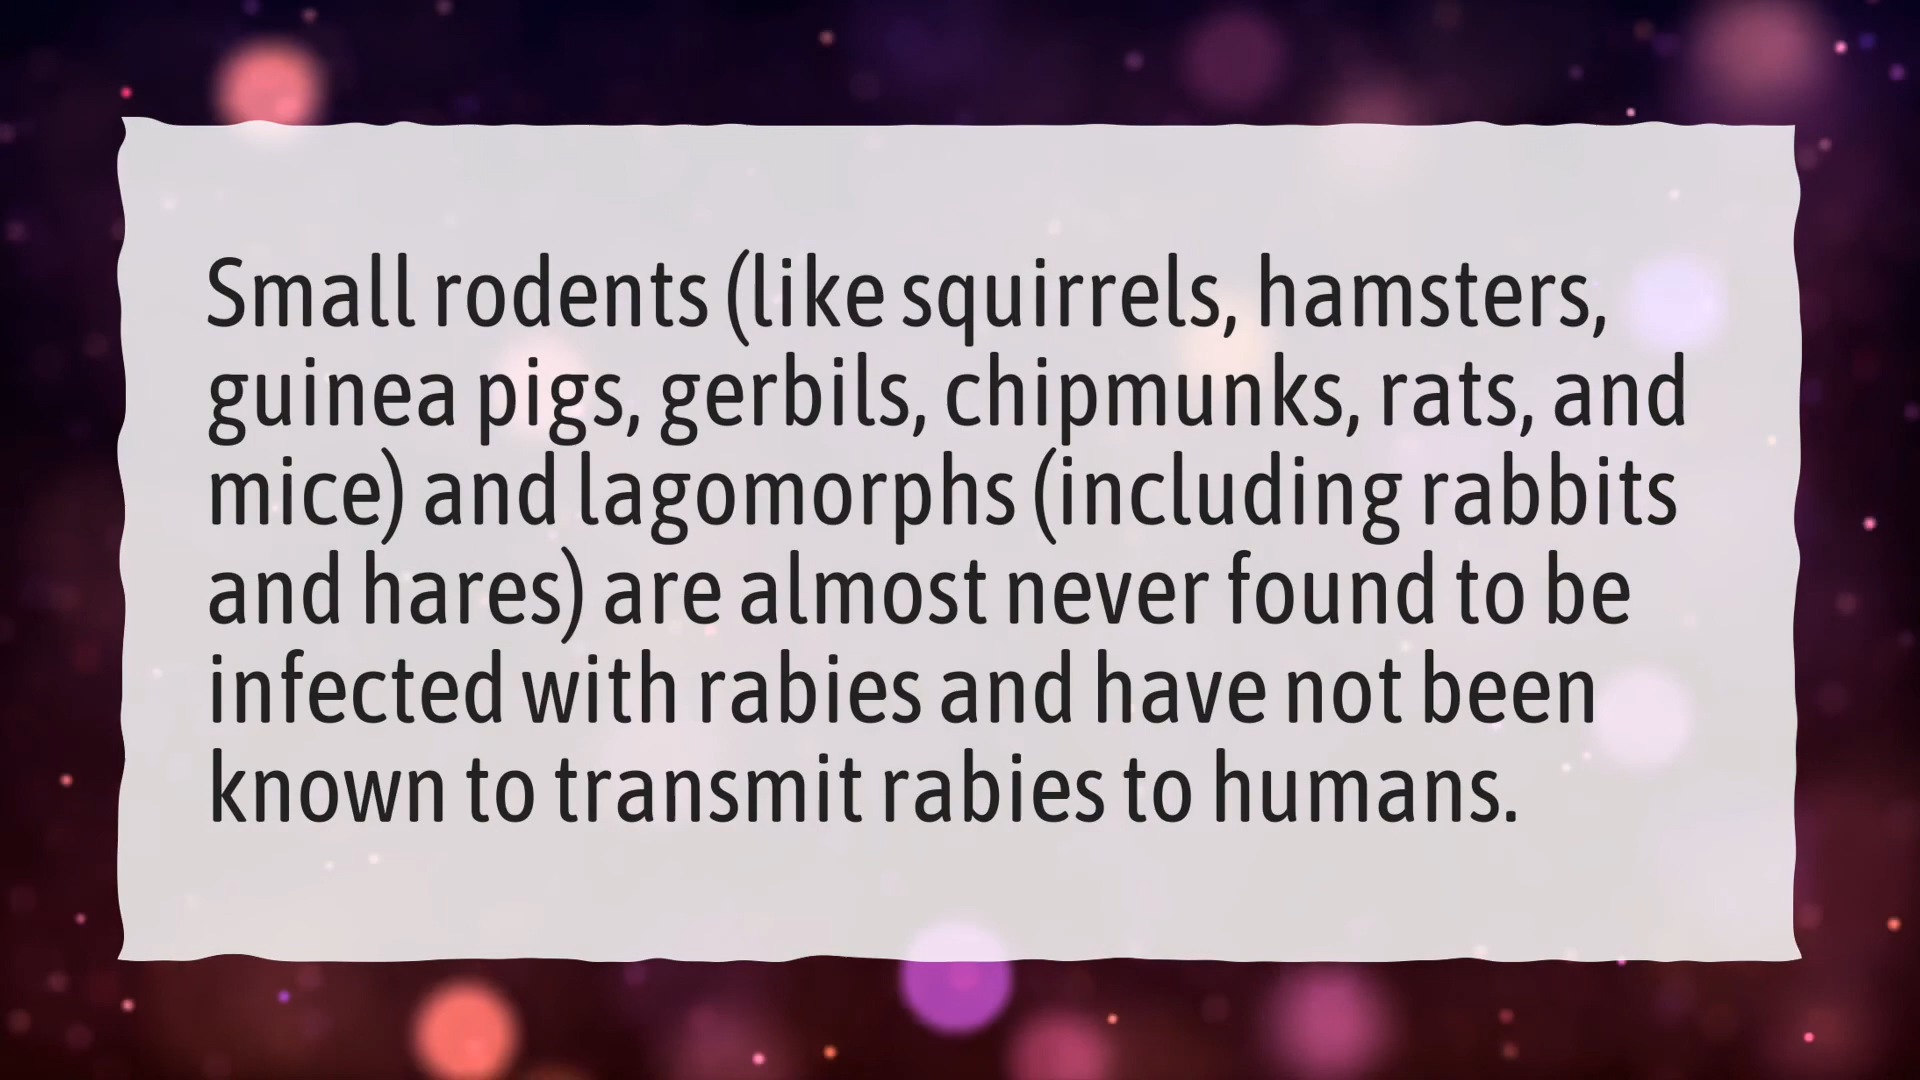 Small rodents (like squirrels, hamsters,
guinea pigs, gerbils, chipmunks, rats, and
mice) and lagomorphs (including rabbits
and hares) are almost never found to be
infected with rabies and have not been
known to transmit rabies to humans.